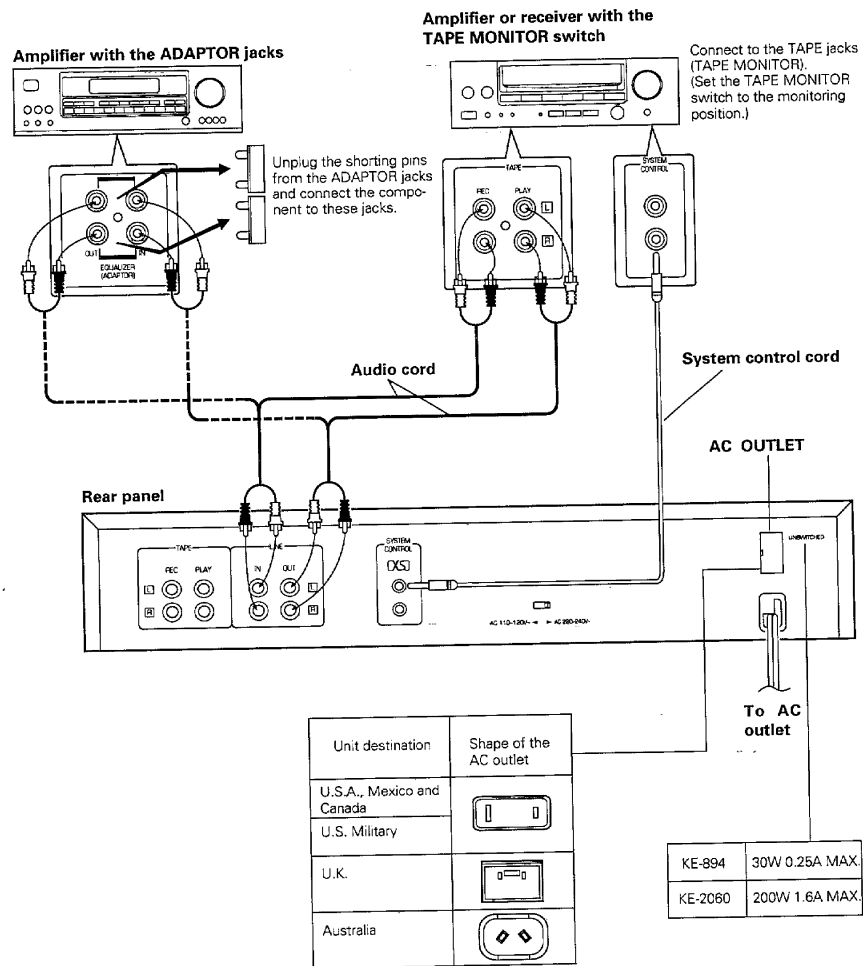 Amplifier with the ADAPTOR jacks
Amplifier or receiver with the
TAPE MONITOR switch
Connect to the TAPE jacks
(TAPE MONITOR).
(Set the TAPE MONITOR
switch to the monitoring
position.)
Unplug the shorting pins
from the ADAPTOR jacks
and connect the compo-
nent to these jacks.
OUT
IN
EQUALIZER
(ADAPTOR)
TAPE
REC
PLAY
L
R
SYSTEM
CONTROL
Audio cord
System control cord
AC OUTLET
Rear panel
TAPE
REC
PLAY
L
R
LINE
IN
OUT
L
R
SYSTEM
CONTROL
XS
AC 110-120V~
AC 220-240V~
UNSWITCHED
To AC
outlet
Unit destination
Shape of the
AC outlet
U.S.A., Mexico and
Canada
U.S. Military
U.K.
Australia
KE-894
30W 0.25A MAX.
KE-2060
200W 1.6A MAX.